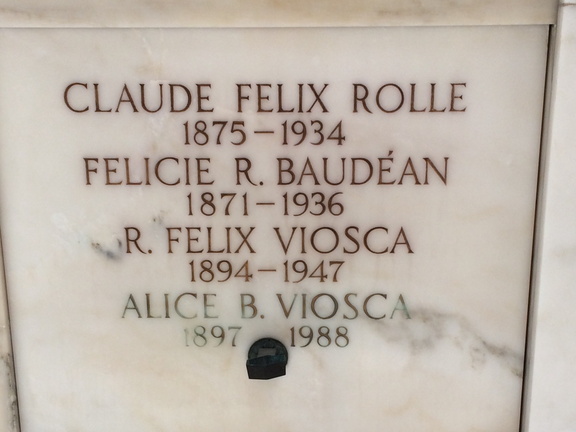 CLAUDE FELIX ROLLE
1875–1934
FELICIE R. BAUDÉAN
1871–1936
R. FELIX VIOSCA
1894–1947
ALICE B. VIOSCA
1897 1988